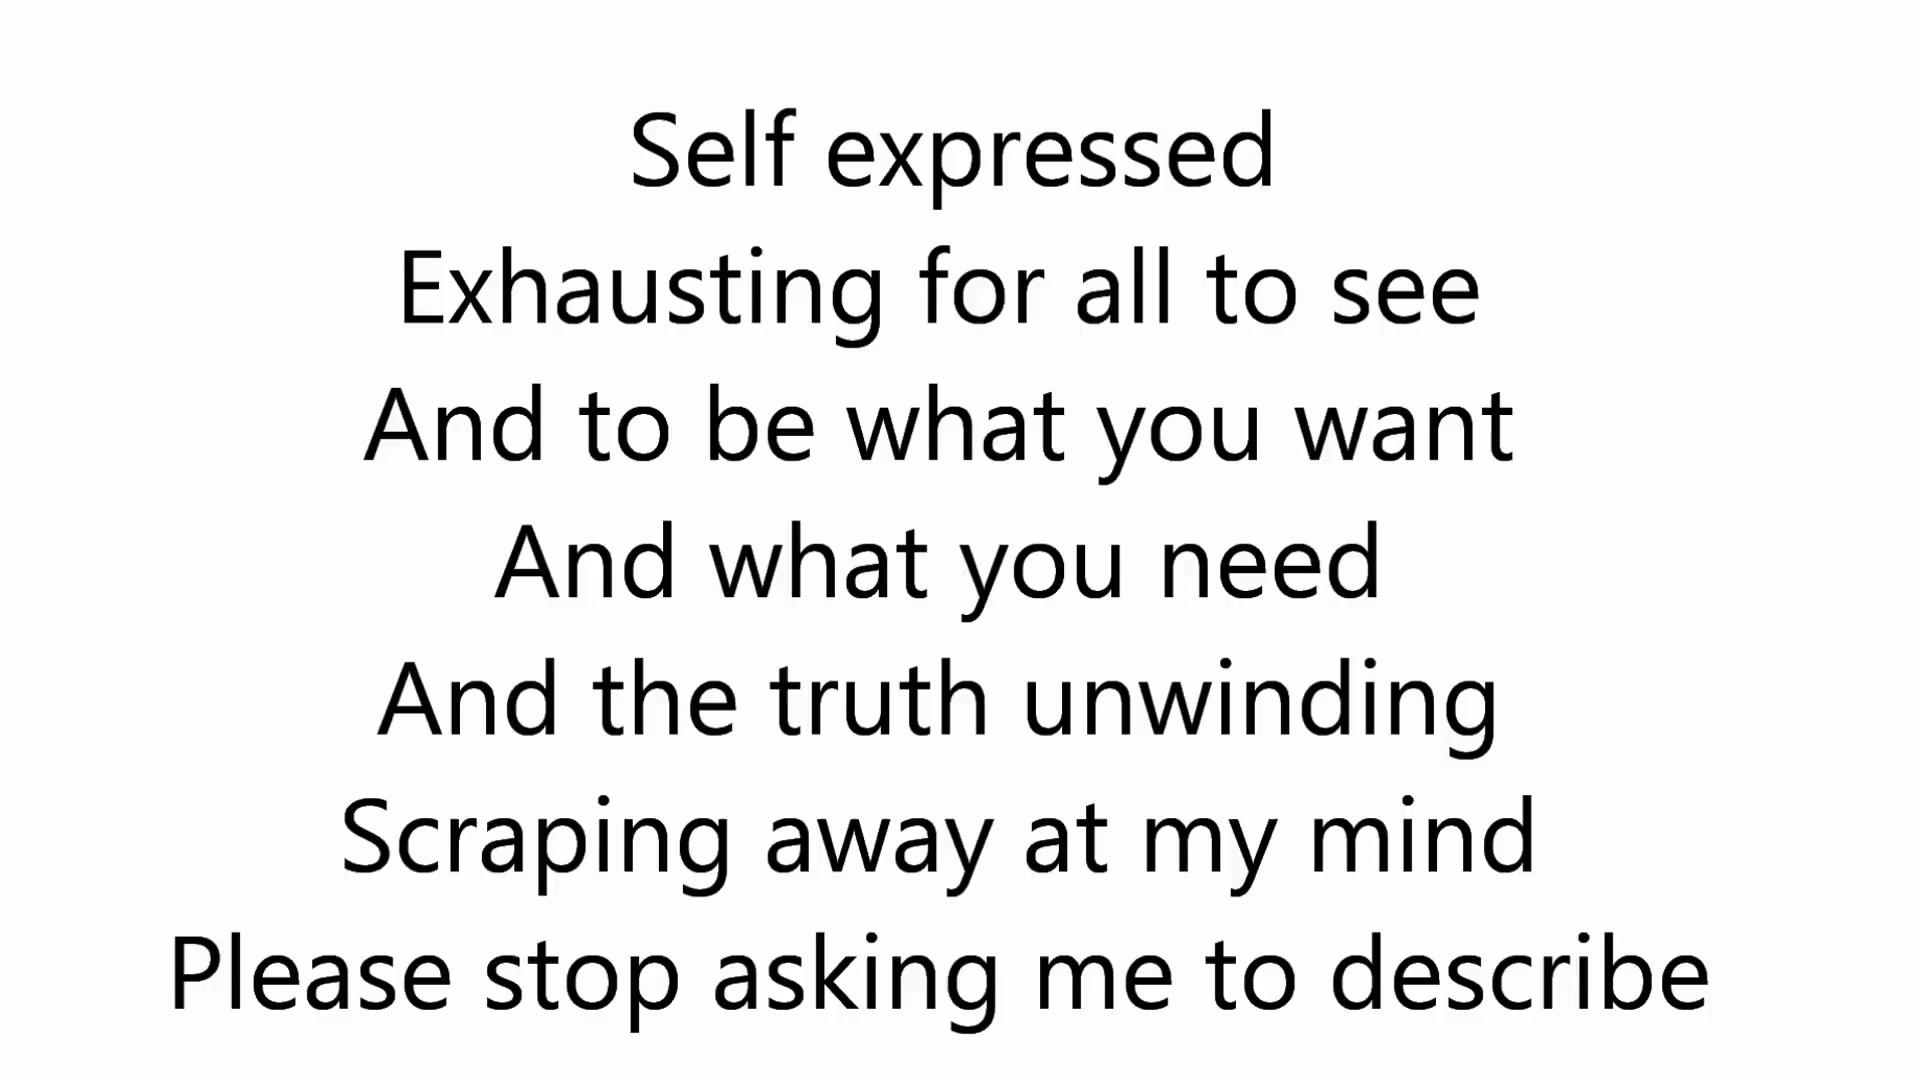 Self expressed
Exhausting for all to see
And to be what you want
And what you need
And the truth unwinding
Scraping away at my mind
Please stop asking me to describe